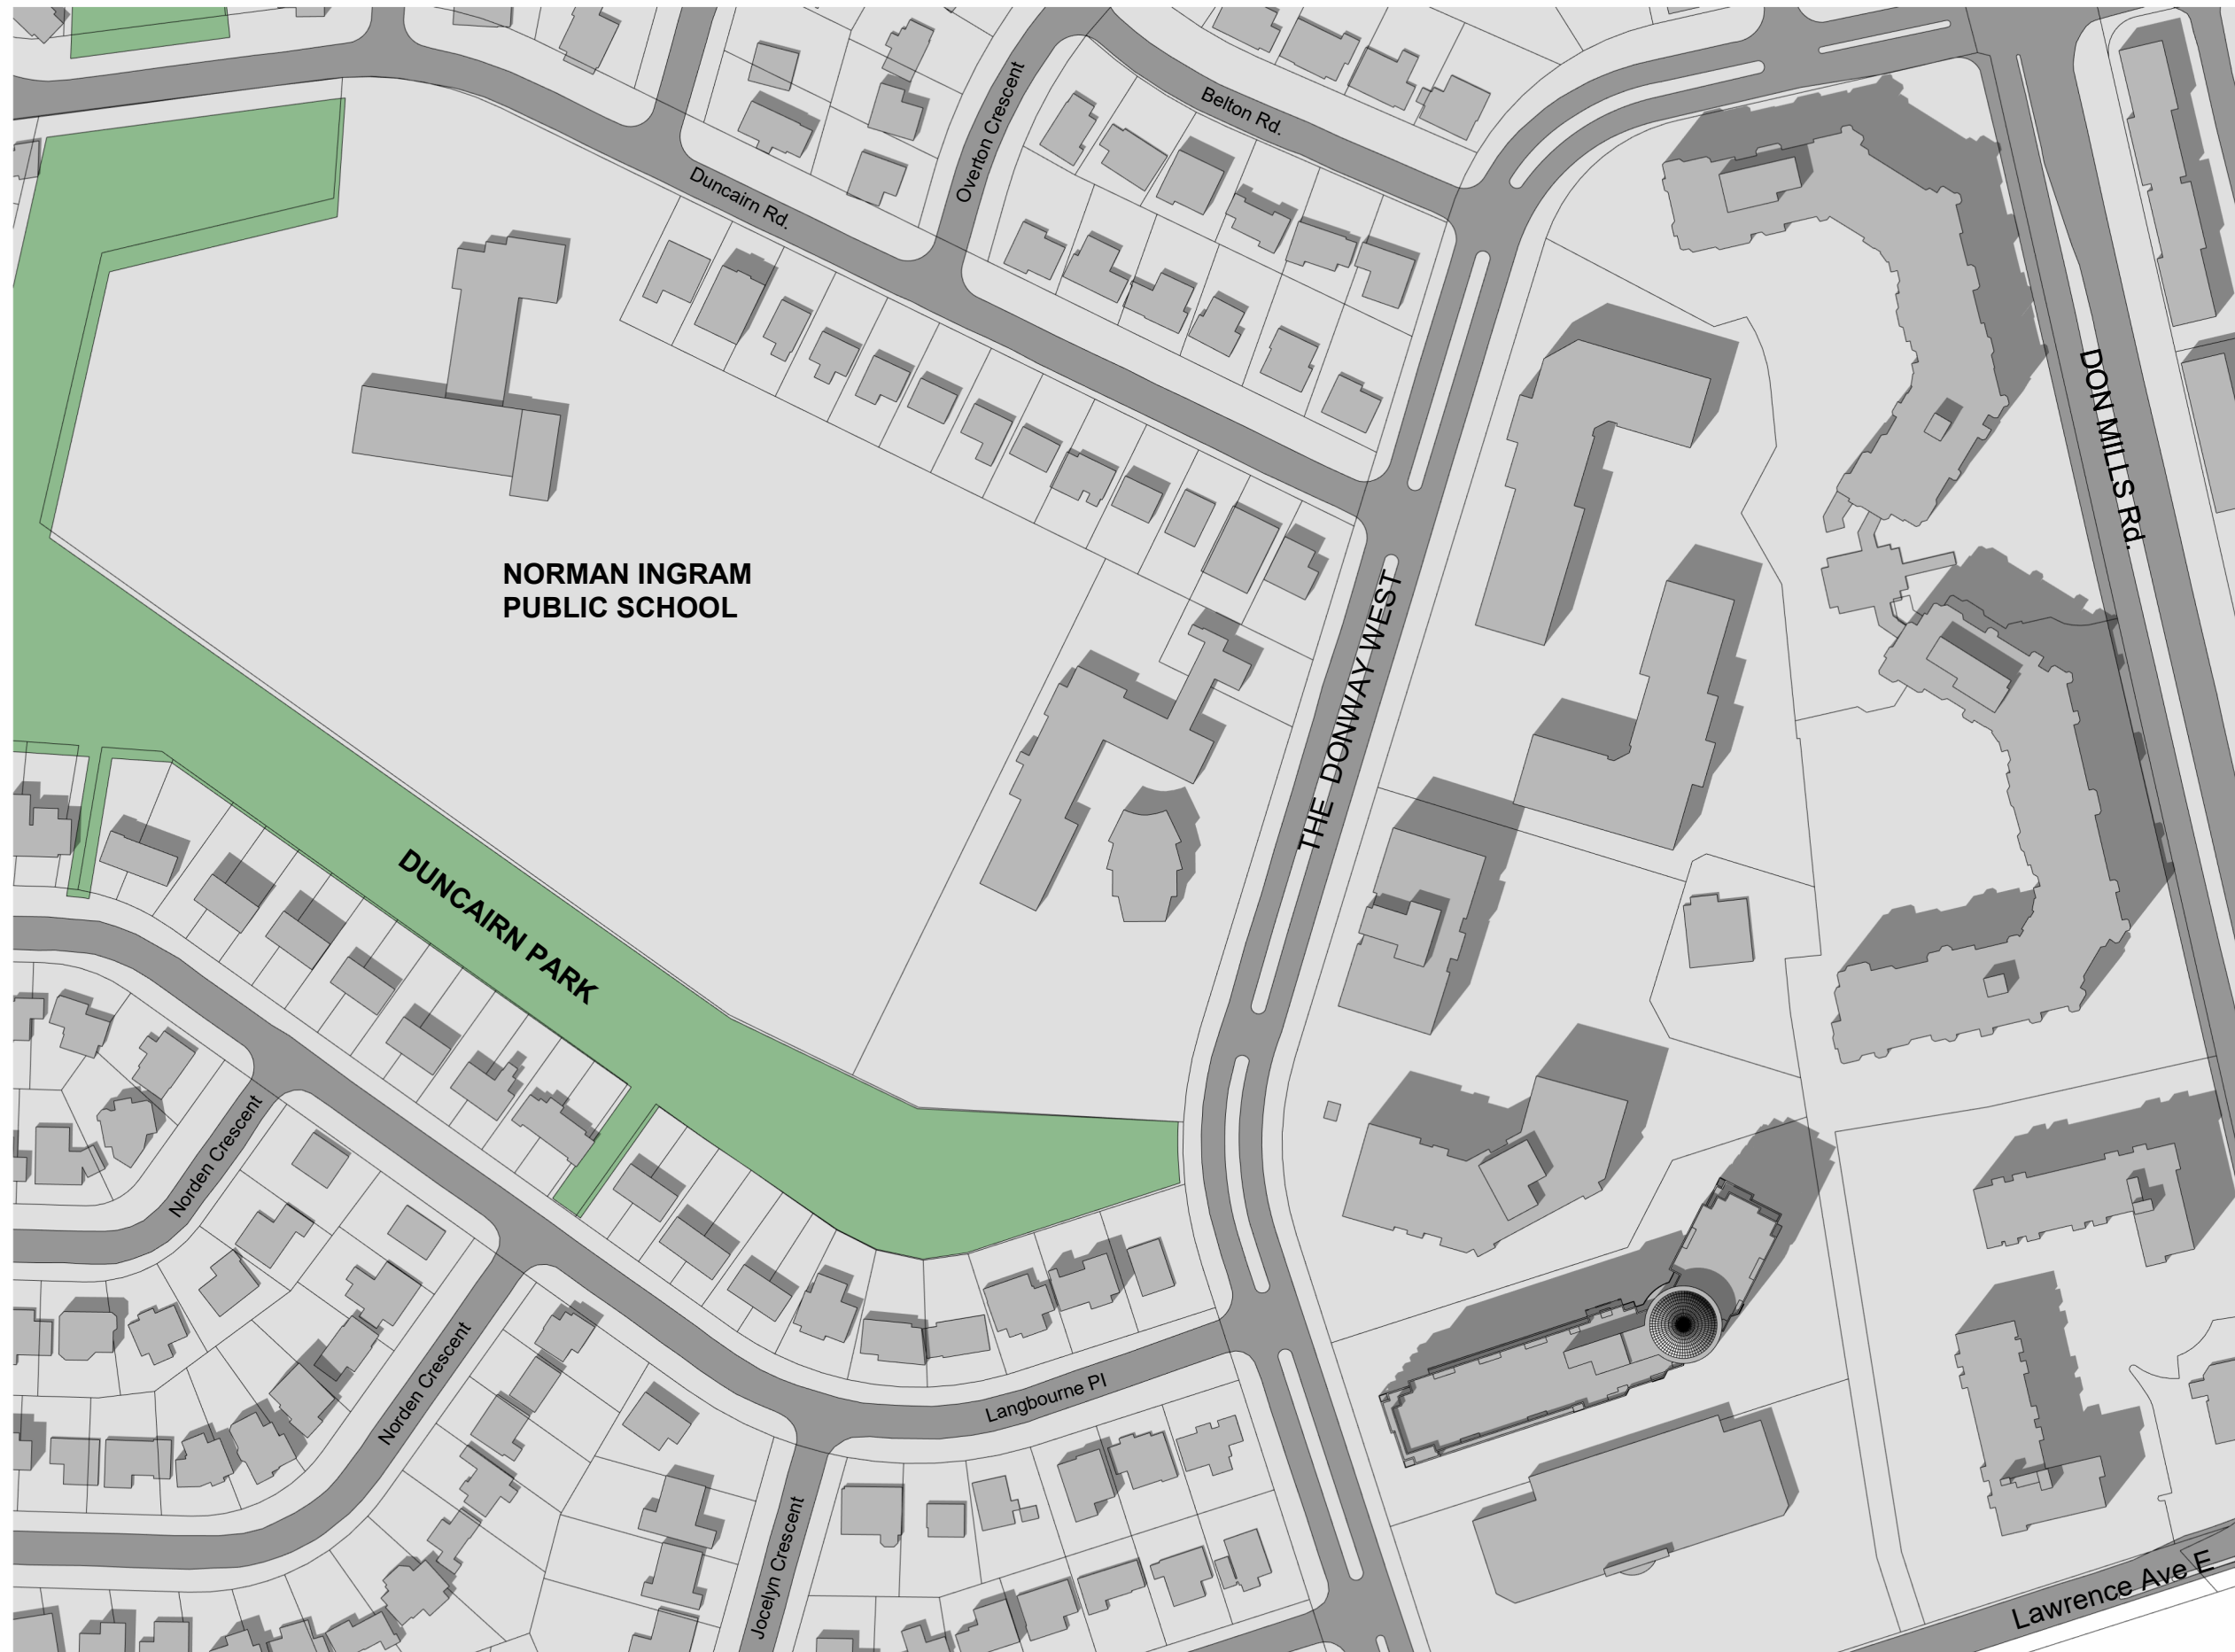 Overton Crescent
Belton Rd.
Duncairn Rd.
DON MILLS Rd.
NORMAN INGRAM
PUBLIC SCHOOL
THE DONWAY WEST
DUNCAIRN PARK
Norden Crescent
Norden Crescent
Langbourne Pl
Jocelyn Crescent
Lawrence Ave E